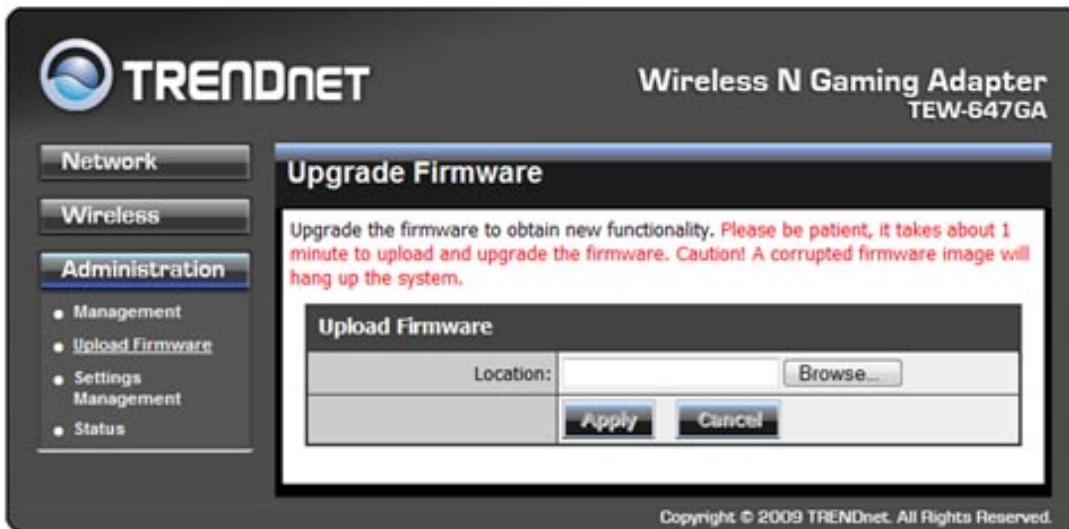 TRENDNET
Wireless N Gaming Adapter
TEW-647GA
Network
Wireless
Administration
Management
Upload Firmware
Settings
Management
Status
Upgrade Firmware
Upgrade the firmware to obtain new functionality. Please be patient, it takes about 1
minute to upload and upgrade the firmware. Caution! A corrupted firmware image will
hang up the system.
Upload Firmware
Location:
Browse...
Apply
Cancel
Copyright © 2009 TRENDnet. All Rights Reserved.